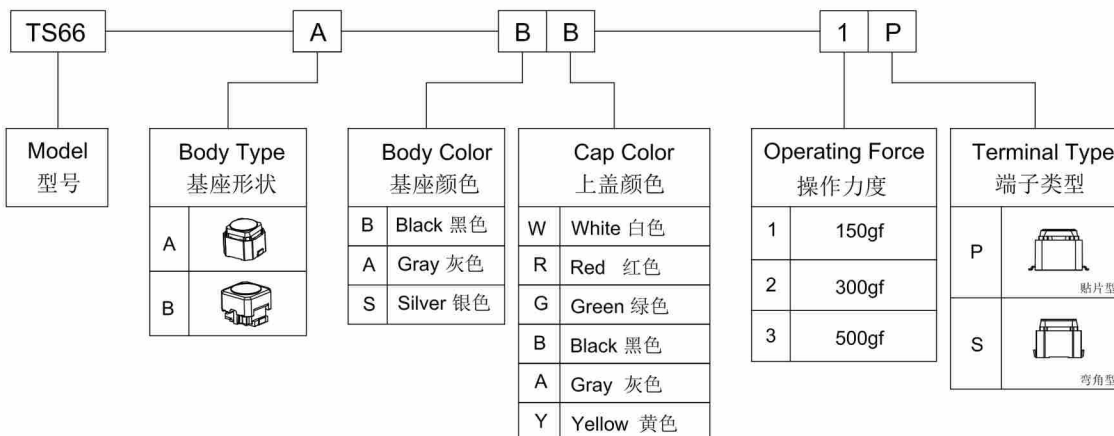 TS66 A B B 1 P
Model
型号
Body Type
基座形状
A
B
Body Color
基座颜色
B Black 黑色
A Gray 灰色
S Silver 银色
Cap Color
上盖颜色
W White 白色
R Red 红色
G Green 绿色
B Black 黑色
A Gray 灰色
Y Yellow 黄色
Operating Force
操作力度
1 150gf
2 300gf
3 500gf
Terminal Type
端子类型
P
贴片型
S
弯角型